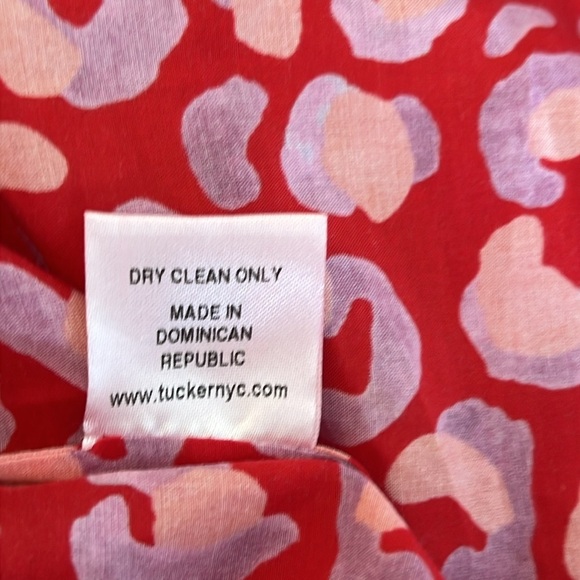 DRY CLEAN ONLY
MADE IN
DOMINICAN
REPUBLIC
www.tuckernyc.com